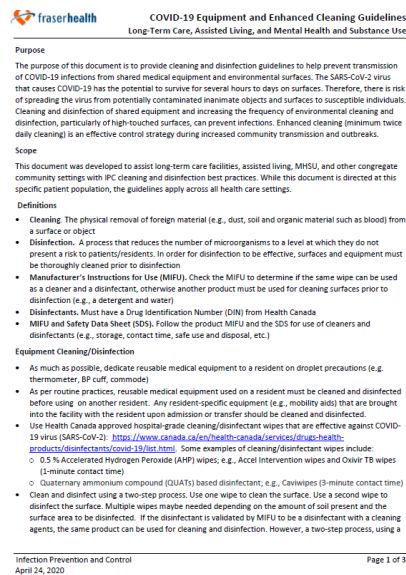 fraserhealth
COVID-19 Equipment and Enhanced Cleaning Guidelines
Long-Term Care, Assisted Living, and Mental Health and Substance Use
Purpose
The purpose of this document is to provide cleaning and disinfection guidelines to help prevent transmission
of COVID-19 infections from shared medical equipment and environmental surfaces. The SARS-CoV-2 virus
that causes COVID-19 has the potential to survive for several hours to days on surfaces. Therefore, there is risk
of spreading the virus from potentially contaminated inanimate objects and surfaces to susceptible individuals.
Cleaning and disinfection of shared equipment and increasing the frequency of environmental cleaning and
disinfection, particularly of high-touched surfaces, can prevent infections. Enhanced cleaning (minimum twice
daily cleaning) is an effective control strategy during increased community transmission and outbreaks.
Scope
This document was developed to assist long-term care facilities, assisted living, MHSU, and other congregate
community settings with IPC cleaning and disinfection best practices. While this document is directed at this
specific patient population, the guidelines apply across all health care settings.
Definitions
• Cleaning. The physical removal of foreign material (e.g., dust, soil and organic material such as blood) from
a surface or object
• Disinfection. A process that reduces the number of microorganisms to a level at which they do not
present a risk to patients/residents. In order for disinfection to be effective, surfaces and equipment must
be thoroughly cleaned prior to disinfection
• Manufacturer's Instructions for Use (MIFU). Check the MIFU to determine if the same wipe can be used
as a cleaner and a disinfectant, otherwise another product must be used for cleaning surfaces prior to
disinfection (e.g., a detergent and water)
• Disinfectants. Must have a Drug Identification Number (DIN) from Health Canada
• MIFU and Safety Data Sheet (SDS). Follow the product MIFU and the SDS for use of cleaners and
disinfectants (e.g., storage, contact time, safe use and disposal, etc.)
Equipment Cleaning/Disinfection
• As much as possible, dedicate reusable medical equipment to a resident on droplet precautions (e.g.
thermometer, BP cuff, commode)
• As per routine practices, reusable medical equipment used on a resident must be cleaned and disinfected
before using on another resident. Any resident-specific equipment (e.g., mobility aids) that are brought
into the facility with the resident upon admission or transfer should be cleaned and disinfected.
• Use Health Canada approved hospital-grade cleaning/disinfectant wipes that are effective against COVID-
19 virus (SARS-CoV-2): https://www.canada.ca/en/health-canada/services/drugs-health-
products/disinfectants/covid-19/list.html. Some examples of cleaning/disinfectant wipes include:
○ 0.5 % Accelerated Hydrogen Peroxide (AHP) wipes; e.g., Accel Intervention wipes and Oxivir TB wipes
(1-minute contact time)
○ Quaternary ammonium compound (QUATs) based disinfectant; e.g., Caviwipes (3-minute contact time)
• Clean and disinfect using a two-step process. Use one wipe to clean the surface. Use a second wipe to
disinfect the surface. Multiple wipes maybe needed depending on the amount of soil present and the
surface area to be disinfected. If the disinfectant is validated by MIFU to be a disinfectant with a cleaning
agents, the same product can be used for cleaning and disinfectant. However, a two-step process, using a
Infection Prevention and Control
Page 1 of 3
April 24, 2020